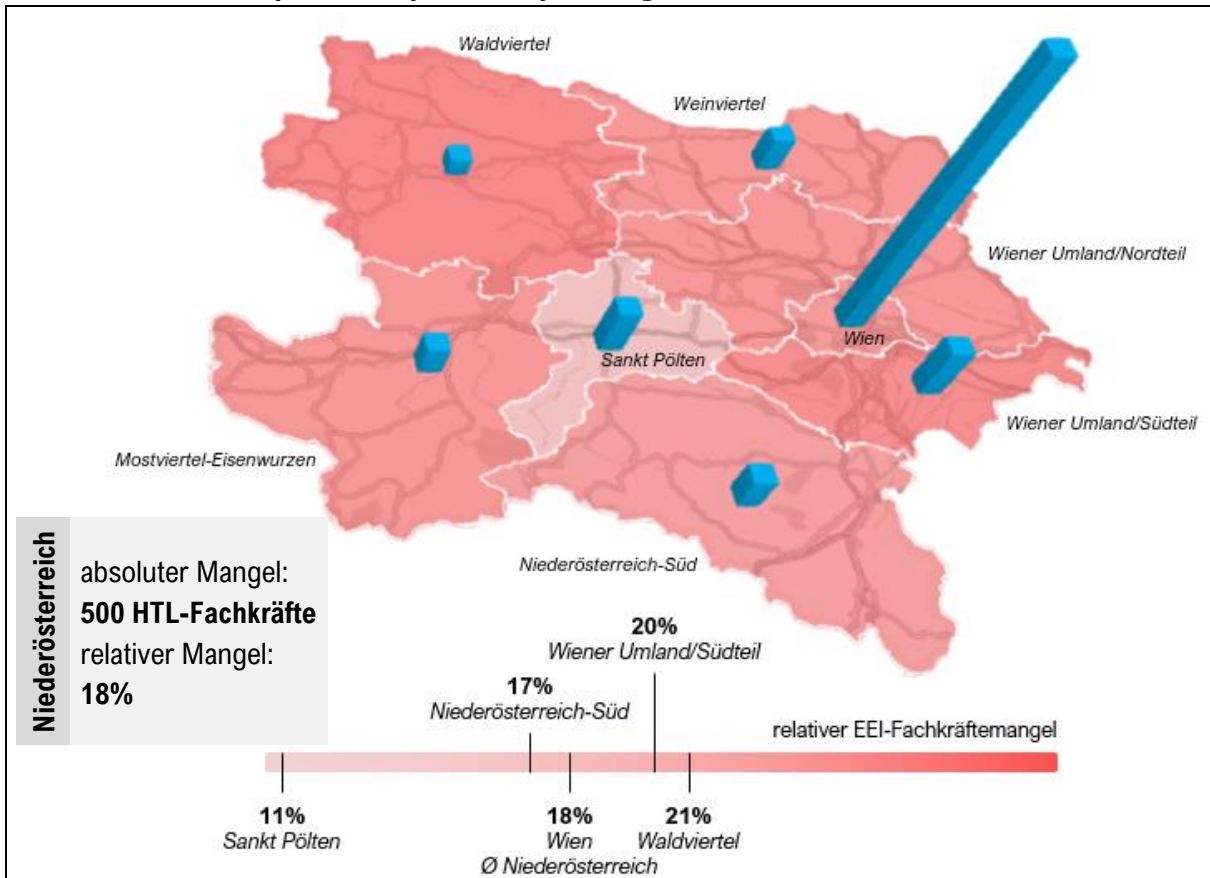 Waldviertel
Weinviertel
Wiener Umland/Nordteil
Wien
Sankt Pölten
Wiener Umland/Südteil
Mostviertel-Eisenwurzen
Niederösterreich-Süd
Niederösterreich
absoluter Mangel:
500 HTL-Fachkräfte
relativer Mangel:
18%
20%
Wiener Umland/Südteil
17%
Niederösterreich-Süd
relativer EEI-Fachkräftemangel
11%
Sankt Pölten
18%
Wien
Ø Niederösterreich
21%
Waldviertel